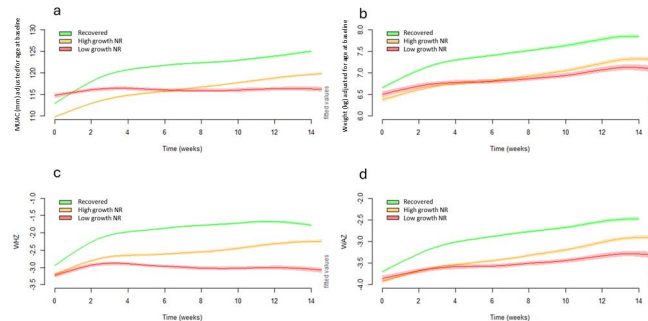 a
MUAC (mm) adjusted for age at baseline
110 115 120 125 130
Recovered
High growth NR
Low growth NR
0 2 4 6 8 10 12 14
Time (weeks)
fitted values
b
Weight (kg) adjusted for age at baseline
6.0 6.5 7.0 7.5 8.0
Recovered
High growth NR
Low growth NR
0 2 4 6 8 10 12 14
Time (weeks)
c
WHZ
-3.5 -3.0 -2.5 -2.0 -1.5 -1.0
Recovered
High growth NR
Low growth NR
0 2 4 6 8 10 12 14
Time (weeks)
fitted values
d
WAZ
-4.0 -3.5 -3.0 -2.5 -2.0
Recovered
High growth NR
Low growth NR
0 2 4 6 8 10 12 14
Time (weeks)